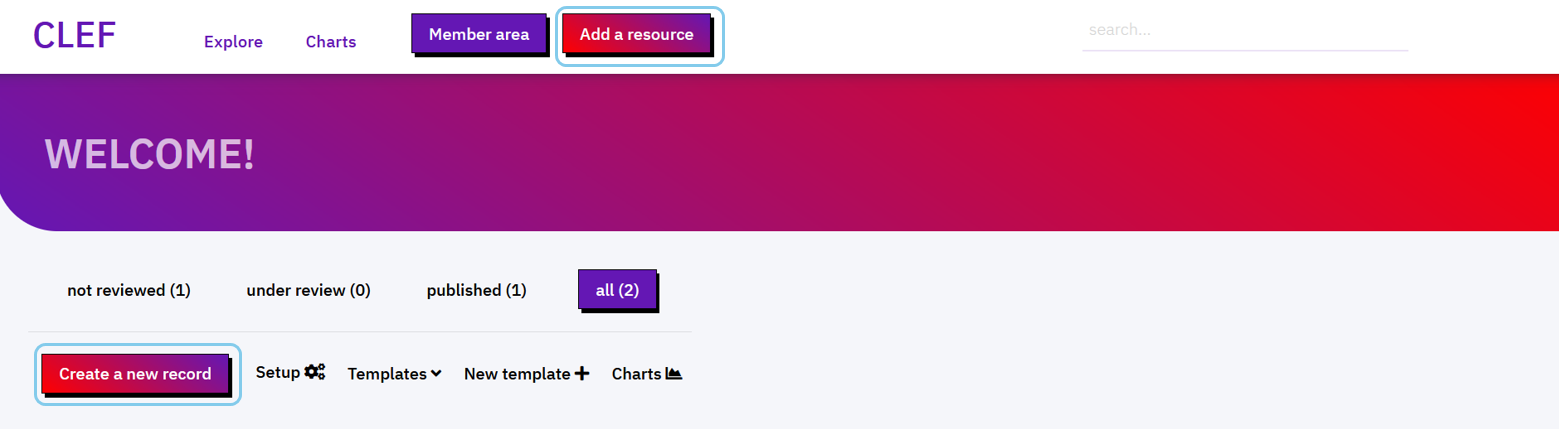 CLEF Explore Charts Member area Add a resource search...
WELCOME!
not reviewed (1) under review (0) published (1) all (2)
Create a new record Setup Templates New template Charts